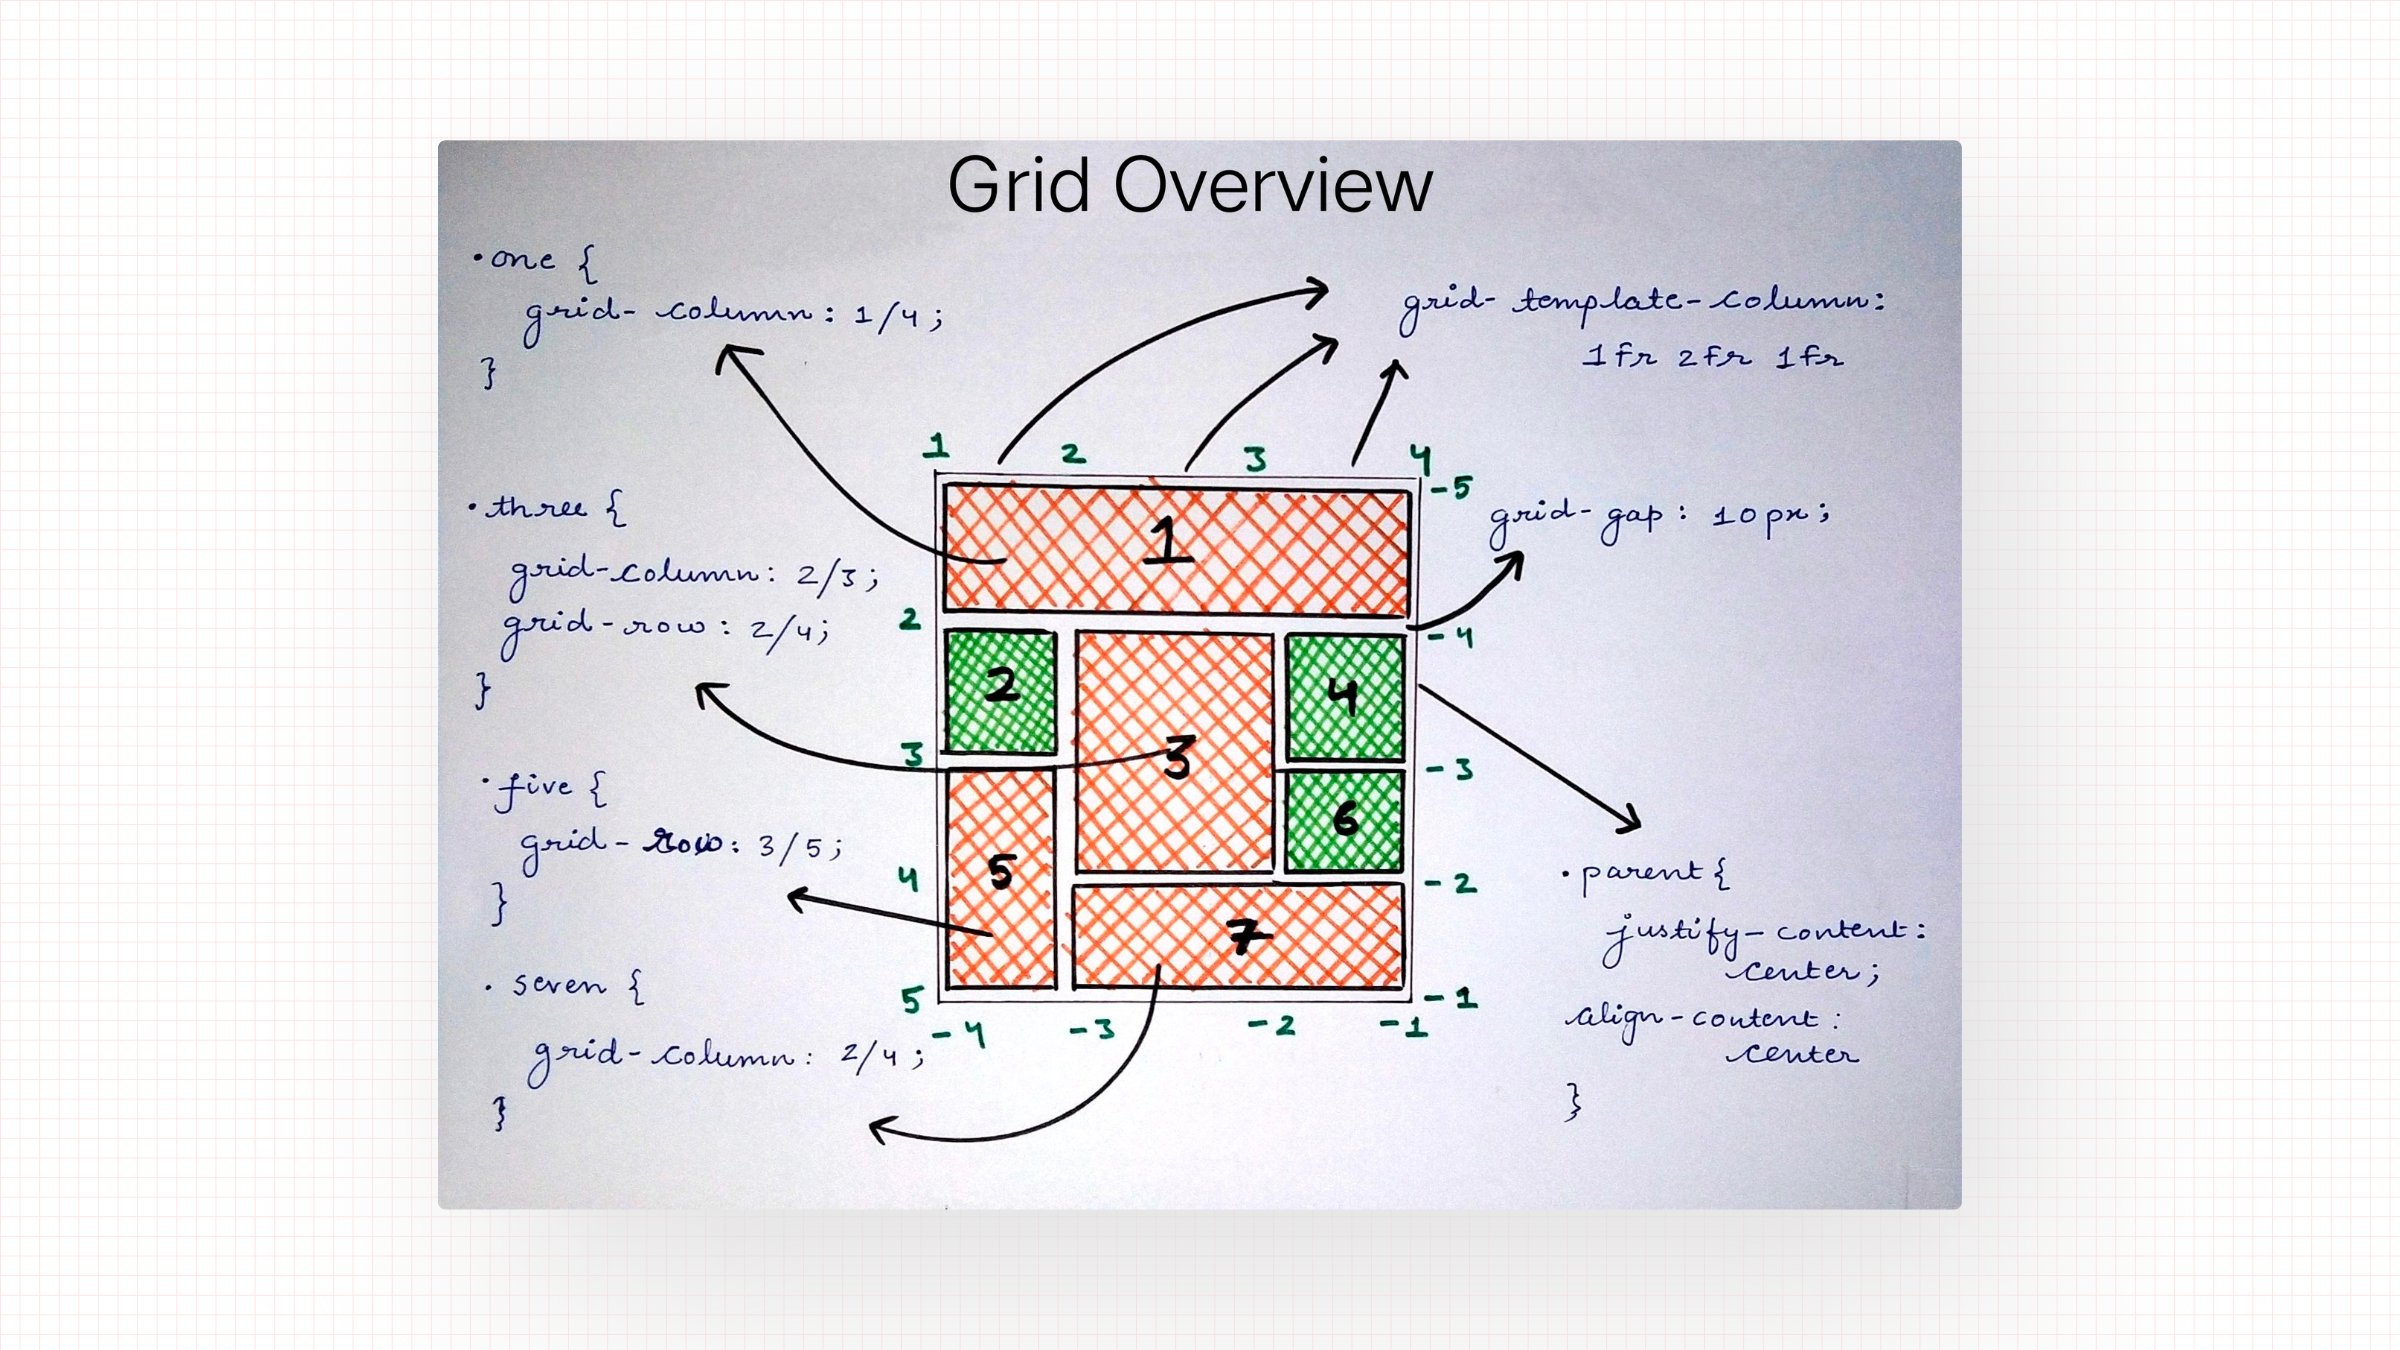 Grid Overview
.one {
grid-column: 1/4;
}
.three {
grid-column: 2/3;
grid-row: 2/4;
}
.five {
grid-row: 3/5;
}
.seven {
grid-column: 2/4;
}
grid-template-column:
1fr 2fr 1fr
grid-gap: 10px;
.parent{
justify-content:
center;
align-content:
center
}
1 2 3 4
-5
1
2
-4
2
3
4
3
-3
5
6
4
-2
7
5
-1
-4 -3 -2 -1